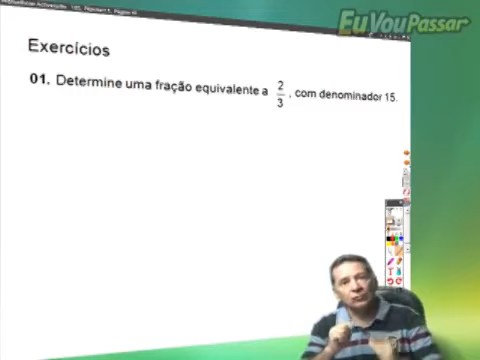 EuVouPassar
Exercícios
01. Determine uma fração equivalente a 2/3, com denominador 15.